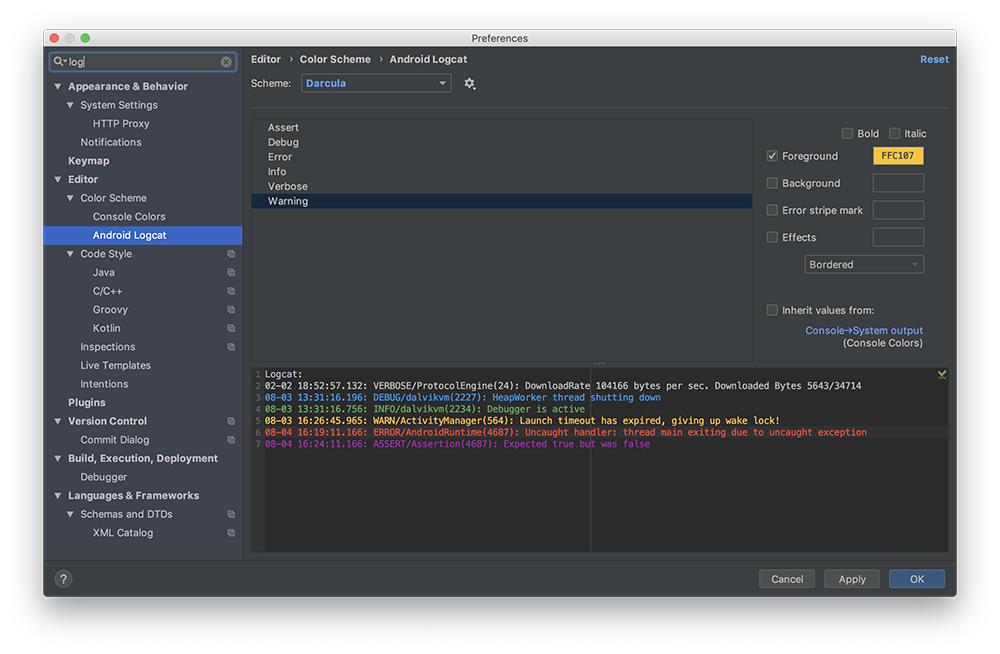 Preferences
log
Appearance & Behavior
System Settings
HTTP Proxy
Notifications
Keymap
Editor
Color Scheme
Console Colors
Android Logcat
Code Style
Java
C/C++
Groovy
Kotlin
Inspections
Live Templates
Intentions
Plugins
Version Control
Commit Dialog
Build, Execution, Deployment
Debugger
Languages & Frameworks
Schemas and DTDs
XML Catalog
Editor › Color Scheme › Android Logcat
Reset
Scheme: Darcula
Assert
Debug
Error
Info
Verbose
Warning
Bold Italic
Foreground FFC107
Background
Error stripe mark
Effects
Bordered
Inherit values from:
Console→System output
(Console Colors)
1 Logcat:
2 02-02 18:52:57.132: VERBOSE/ProtocolEngine(24): DownloadRate 104166 bytes per sec. Downloaded Bytes 5643/34714
3 08-03 13:31:16.196: DEBUG/dalvikvm(2227): HeapWorker thread shutting down
4 08-03 13:31:16.756: INFO/dalvikvm(2234): Debugger is active
5 08-03 16:26:45.965: WARN/ActivityManager(564): Launch timeout has expired, giving up wake lock!
6 08-04 16:19:11.166: ERROR/AndroidRuntime(4687): Uncaught handler: thread main exiting due to uncaught exception
7 08-04 16:24:11.166: ASSERT/Assertion(4687): Expected true but was false
?
Cancel
Apply
OK